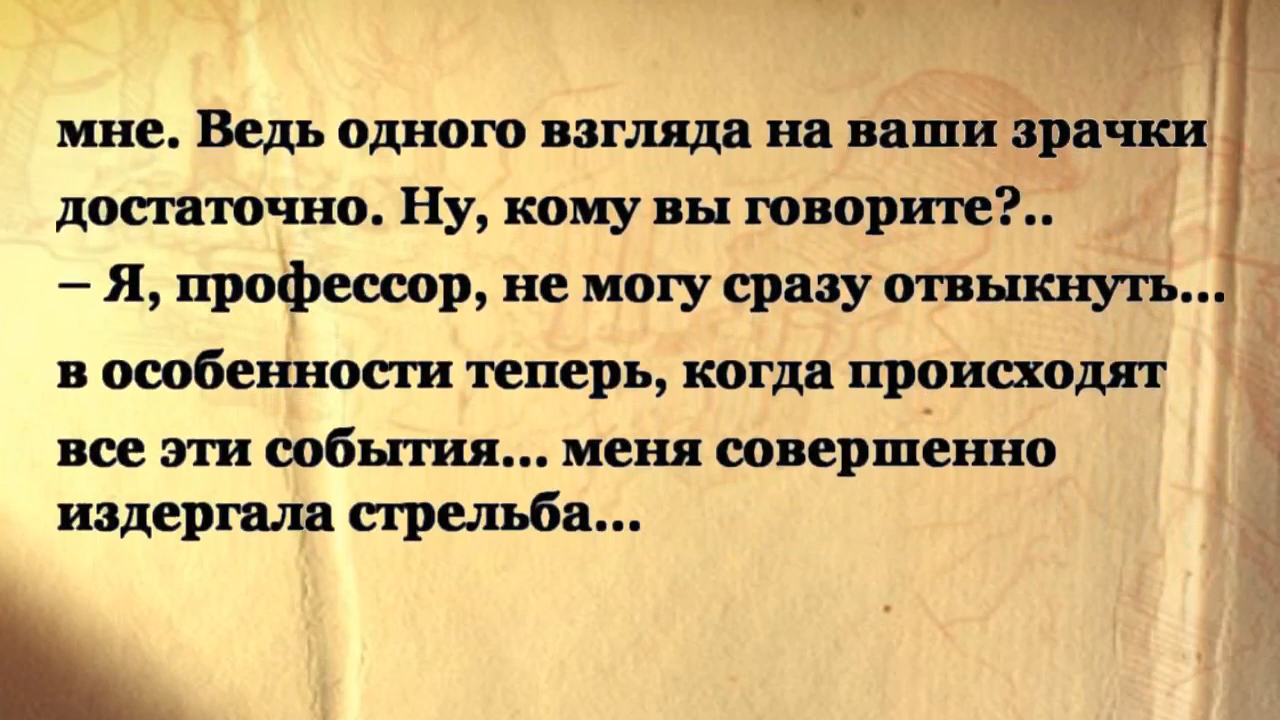 мне. Ведь одного взгляда на ваши зрачки
достаточно. Ну, кому вы говорите?..
– Я, профессор, не могу сразу отвыкнуть...
в особенности теперь, когда происходят
все эти события... меня совершенно
издергала стрельба...